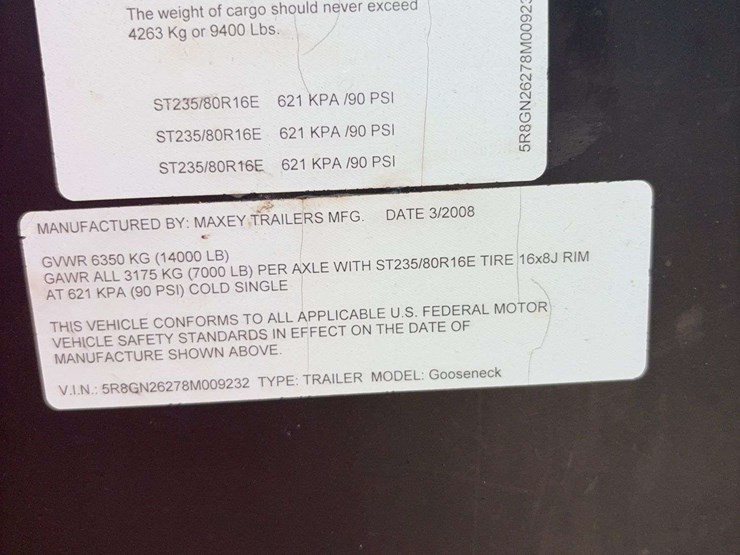 The weight of cargo should never exceed
4263 Kg or 9400 Lbs.
ST235/80R16E 621 KPA /90 PSI
ST235/80R16E 621 KPA /90 PSI
ST235/80R16E 621 KPA /90 PSI
5R8GN26278M00923
MANUFACTURED BY: MAXEY TRAILERS MFG. DATE 3/2008
GVWR 6350 KG (14000 LB)
GAWR ALL 3175 KG (7000 LB) PER AXLE WITH ST235/80R16E TIRE 16x8J RIM
AT 621 KPA (90 PSI) COLD SINGLE
THIS VEHICLE CONFORMS TO ALL APPLICABLE U.S. FEDERAL MOTOR
VEHICLE SAFETY STANDARDS IN EFFECT ON THE DATE OF
MANUFACTURE SHOWN ABOVE.
V.I.N.: 5R8GN26278M009232 TYPE: TRAILER MODEL: Gooseneck